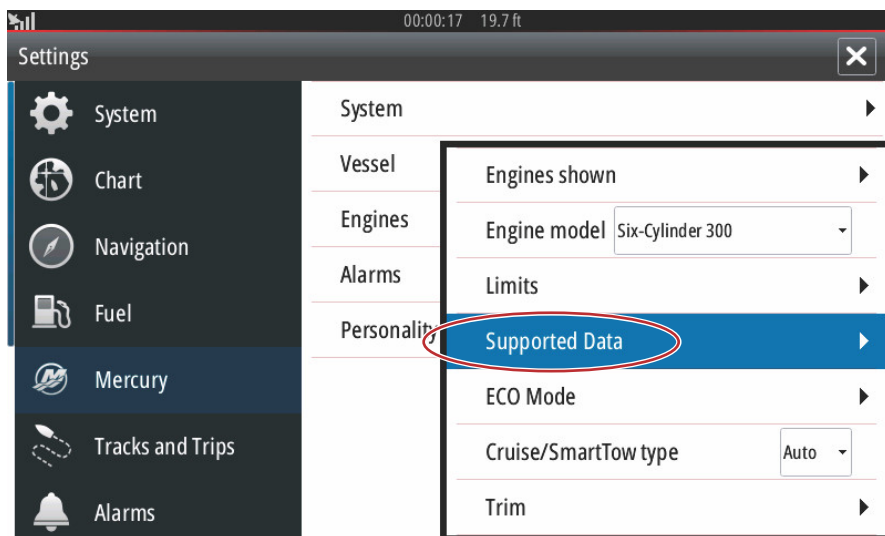 00:00:17 19.7 ft
Settings
System
Chart
Navigation
Fuel
Mercury
Tracks and Trips
Alarms
System
Vessel
Engines
Alarms
Personality
Engines shown
Engine model Six-Cylinder 300
Limits
Supported Data
ECO Mode
Cruise/SmartTow type Auto
Trim